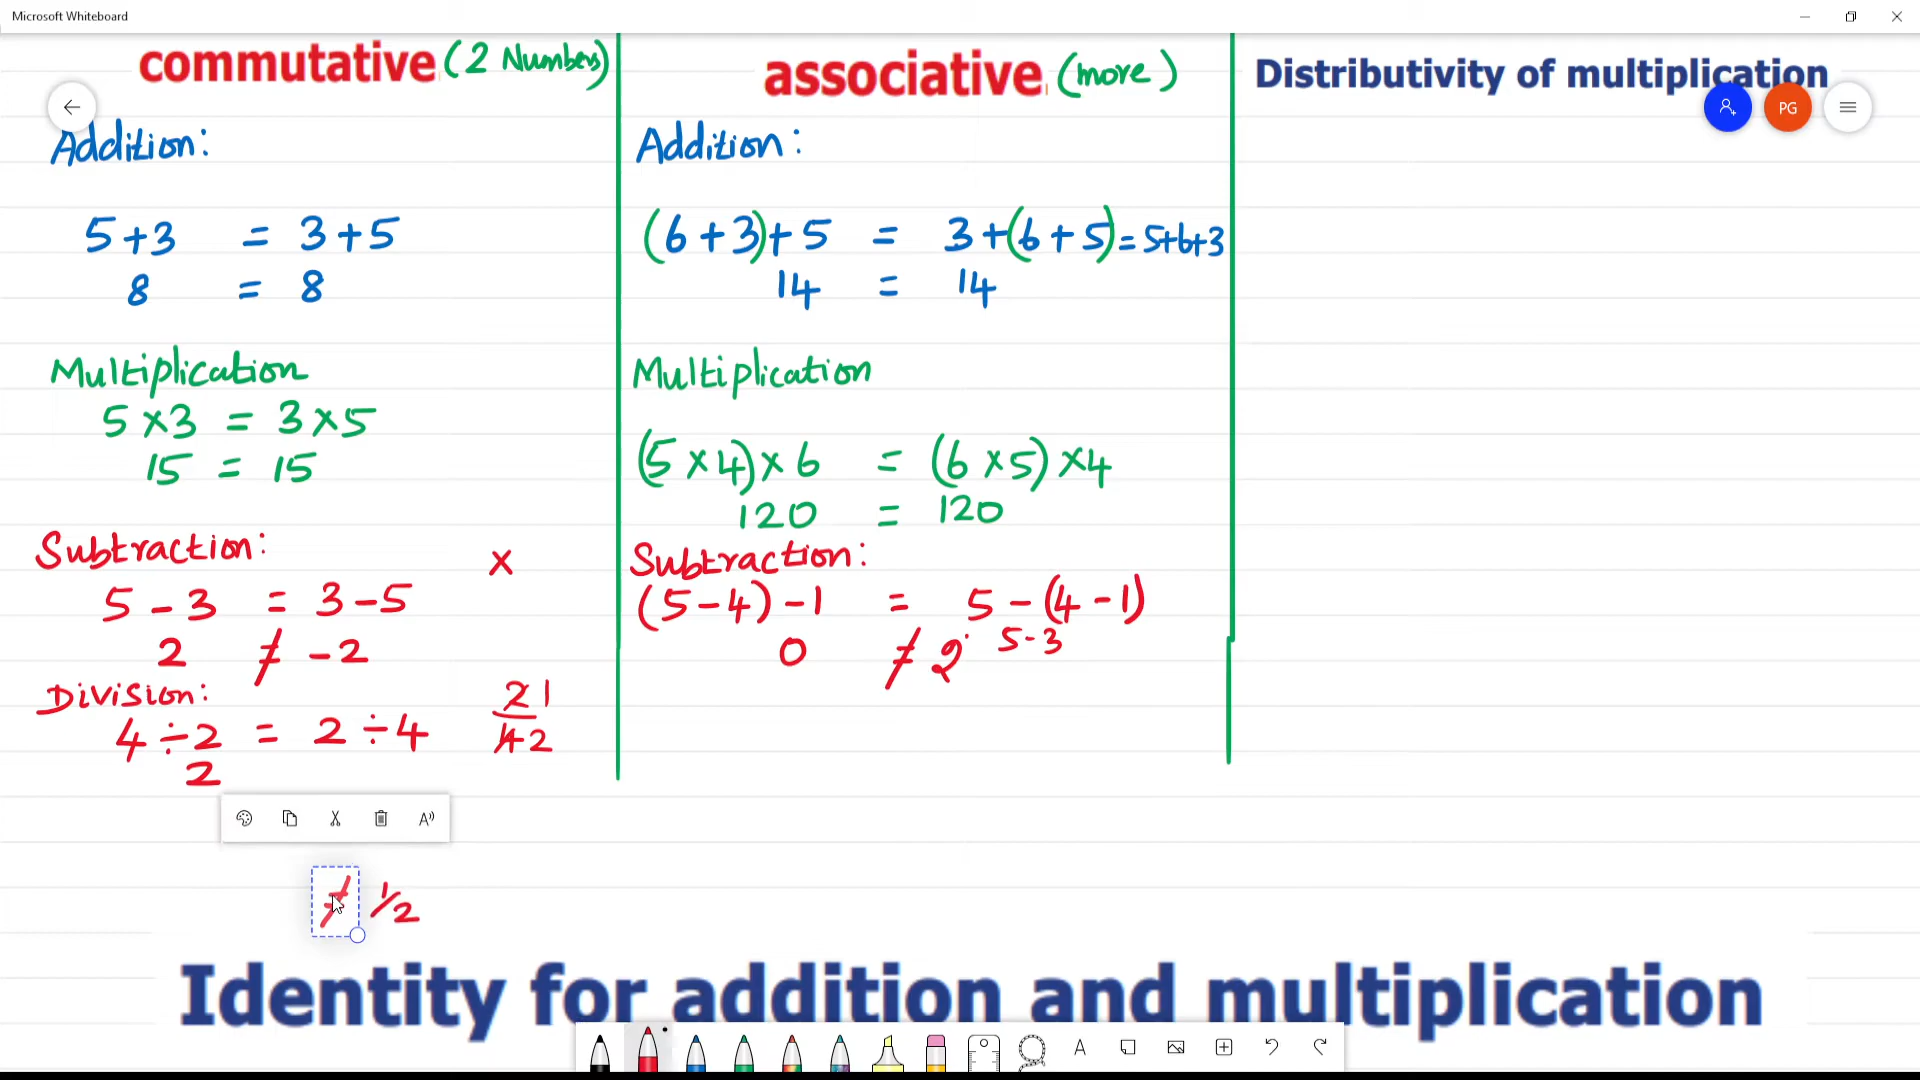 Microsoft Whiteboard
commutative (2 Numbers)
Addition:
5+3 = 3+5
8 = 8
Multiplication
5×3 = 3×5
15 = 15
Subtraction: ×
5-3 = 3-5
2 ≠ -2
Division:
4÷2 = 2÷4
2
21
42
≠ 1/2
associative (more)
Addition:
(6+3)+5 = 3+(6+5)=5+6+3
14 = 14
Multiplication
(5×4)×6 = (6×5)×4
120 = 120
Subtraction:
(5-4)-1 = 5-(4-1)
0 ≠ 2 5-3
Distributivity of multiplication
PG
Identity for addition and multiplication